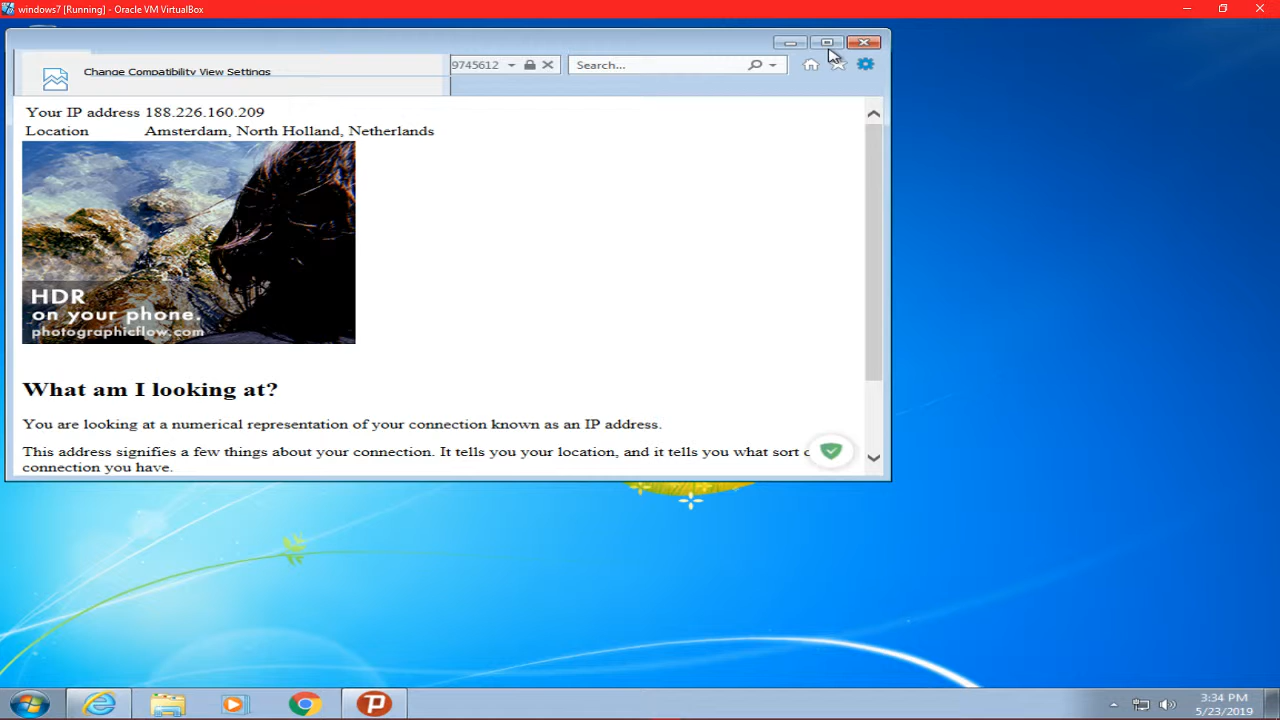 windows7 [Running] - Oracle VM VirtualBox
Change Compatibility View Settings
9745612
Search...
Your IP address 188.226.160.209
Location Amsterdam, North Holland, Netherlands
HDR
on your phone.
photographicflow.com
What am I looking at?
You are looking at a numerical representation of your connection known as an IP address.
This address signifies a few things about your connection. It tells you your location, and it tells you what sort
connection you have.
3:34 PM
5/23/2019